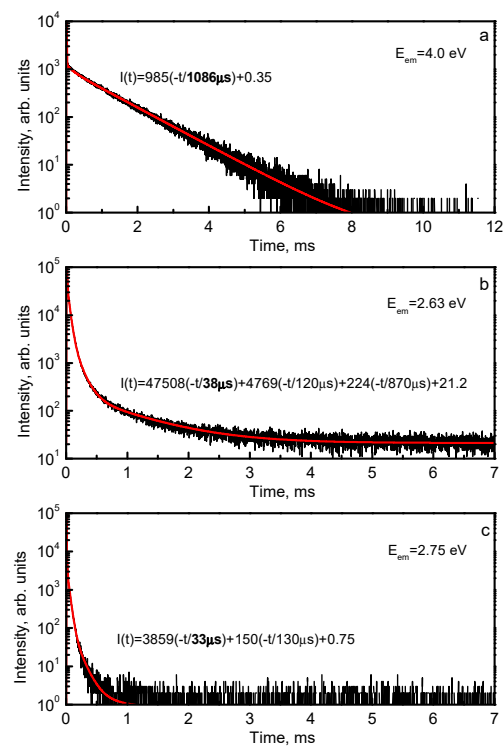 a
10⁴
10³
10²
10¹
10⁰
Intensity, arb. units
I(t)=985(-t/1086μs)+0.35
E_em=4.0 eV
0 2 4 6 8 10 12
Time, ms
b
10⁵
10⁴
10³
10²
10¹
Intensity, arb. units
E_em=2.63 eV
I(t)=47508(-t/38μs)+4769(-t/120μs)+224(-t/870μs)+21.2
0 1 2 3 4 5 6 7
Time, ms
c
10⁵
10⁴
10³
10²
10¹
10⁰
Intensity, arb. units
E_em=2.75 eV
I(t)=3859(-t/33μs)+150(-t/130μs)+0.75
0 1 2 3 4 5 6 7
Time, ms